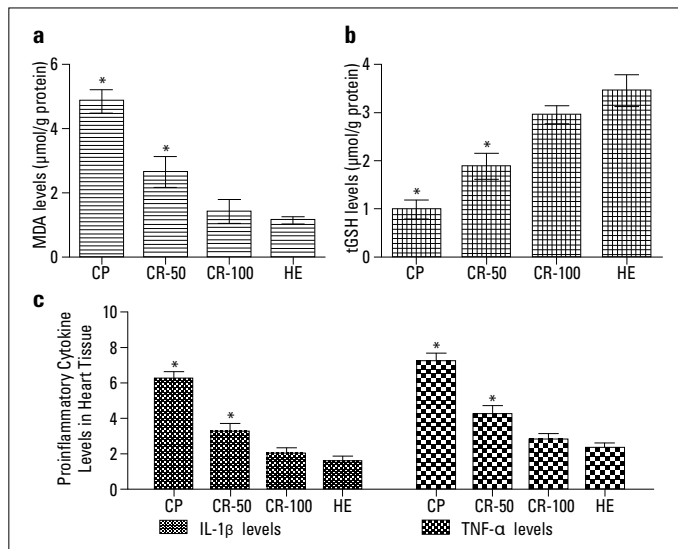 a
MDA levels (µmol/g protein)
6
4
2
0
*
*
CP
CR-50
CR-100
HE
b
tGSH levels (µmol/g protein)
4
3
2
1
0
*
*
CP
CR-50
CR-100
HE
c
Proinflammatory Cytokine
Levels in Heart Tissue
10
8
6
4
2
0
*
*
*
*
CP
CR-50
CR-100
HE
CP
CR-50
CR-100
HE
IL-1β levels
TNF-α levels